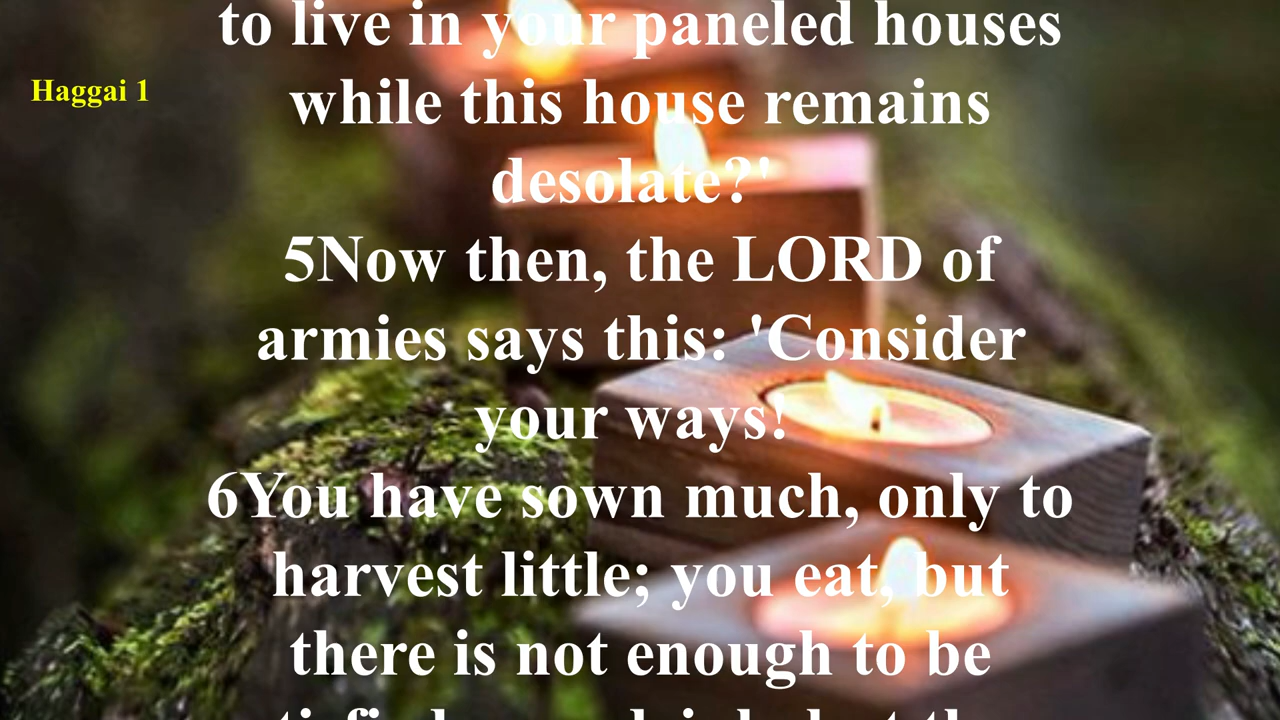 to live in your paneled houses
Haggai 1
while this house remains
desolate?'
5Now then, the LORD of
armies says this: 'Consider
your ways!
6You have sown much, only to
harvest little; you eat, but
there is not enough to be